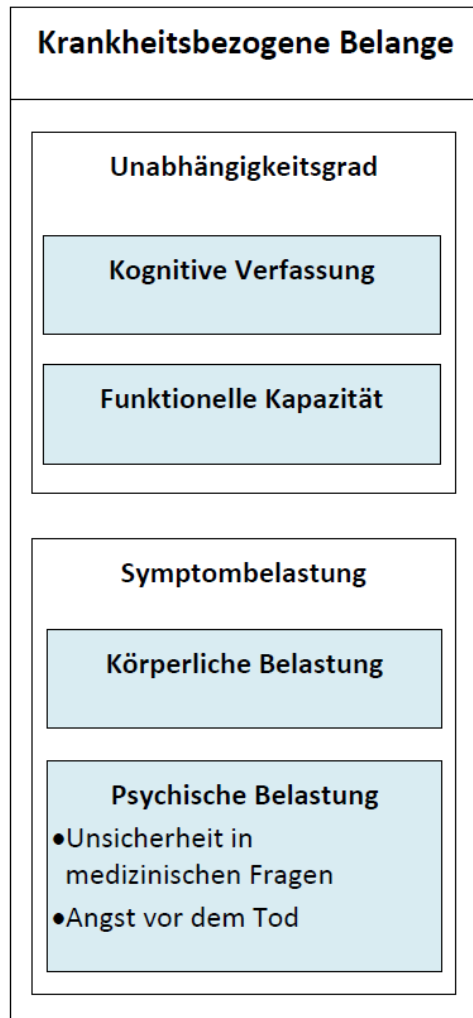 Krankheitsbezogene Belange
Unabhängigkeitsgrad
Kognitive Verfassung
Funktionelle Kapazität
Symptombelastung
Körperliche Belastung
Psychische Belastung
•Unsicherheit in
medizinischen Fragen
•Angst vor dem Tod